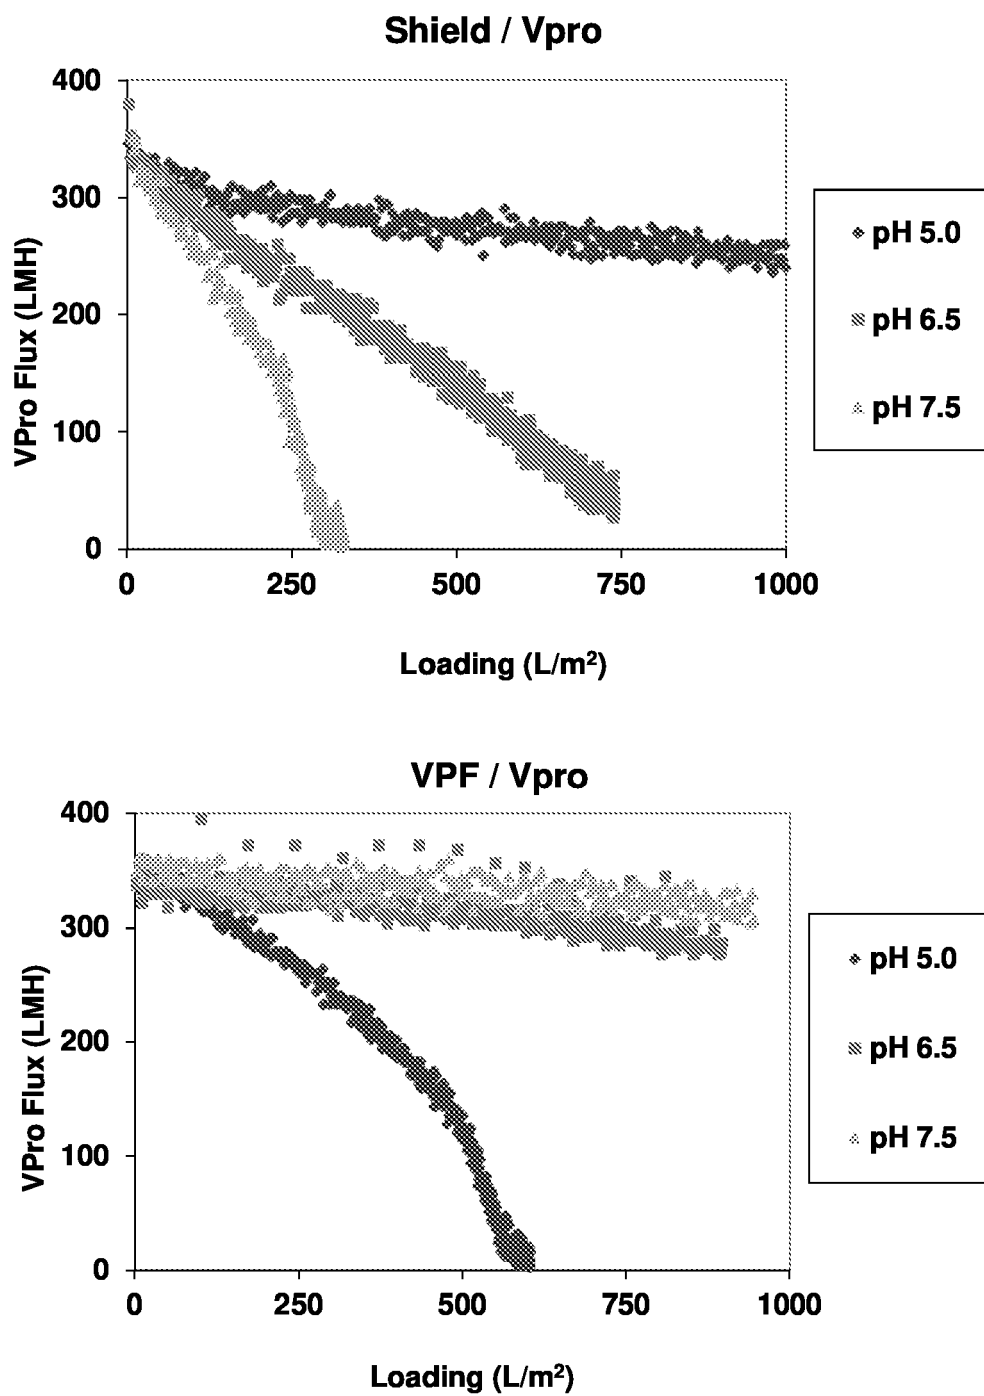 Shield / Vpro
VPro Flux (LMH)
400
300
200
100
0
0 250 500 750 1000
Loading (L/m²)
pH 5.0
pH 6.5
pH 7.5
VPF / Vpro
VPro Flux (LMH)
400
300
200
100
0
0 250 500 750 1000
Loading (L/m²)
pH 5.0
pH 6.5
pH 7.5